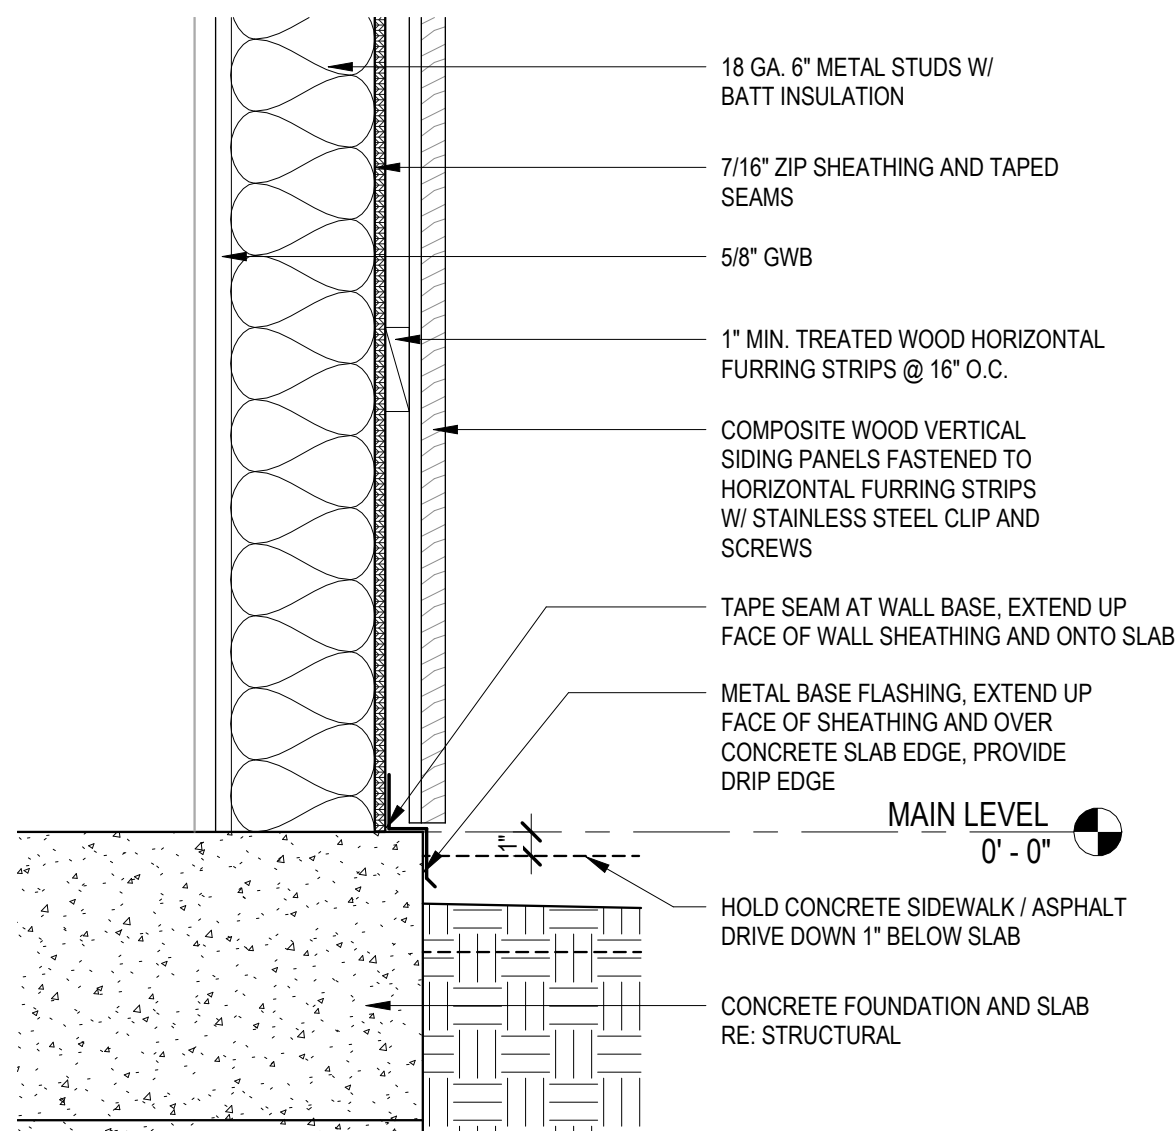 18 GA. 6" METAL STUDS W/
BATT INSULATION
7/16" ZIP SHEATHING AND TAPED
SEAMS
5/8" GWB
1" MIN. TREATED WOOD HORIZONTAL
FURRING STRIPS @ 16" O.C.
COMPOSITE WOOD VERTICAL
SIDING PANELS FASTENED TO
HORIZONTAL FURRING STRIPS
W/ STAINLESS STEEL CLIP AND
SCREWS
TAPE SEAM AT WALL BASE, EXTEND UP
FACE OF WALL SHEATHING AND ONTO SLAB
METAL BASE FLASHING, EXTEND UP
FACE OF SHEATHING AND OVER
CONCRETE SLAB EDGE, PROVIDE
DRIP EDGE
MAIN LEVEL
0' - 0"
1"
HOLD CONCRETE SIDEWALK / ASPHALT
DRIVE DOWN 1" BELOW SLAB
CONCRETE FOUNDATION AND SLAB
RE: STRUCTURAL